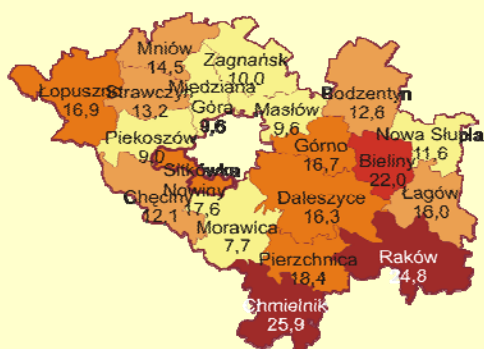 Mniów
14,5
Zagnańsk
10,0
Łopuszno
16,9
Strawczyn
13,2
Miedziana
Góra
9,6
Masłów
9,6
Bodzentyn
12,6
Piekoszów
9,0
Górno
16,7
Nowa Słupia
11,6
Bieliny
22,0
Sitkówka
Nowiny
17,6
Chęciny
12,1
Daleszyce
16,3
Łagów
16,0
Morawica
7,7
Pierzchnica
18,4
Raków
24,8
Chmielnik
25,9